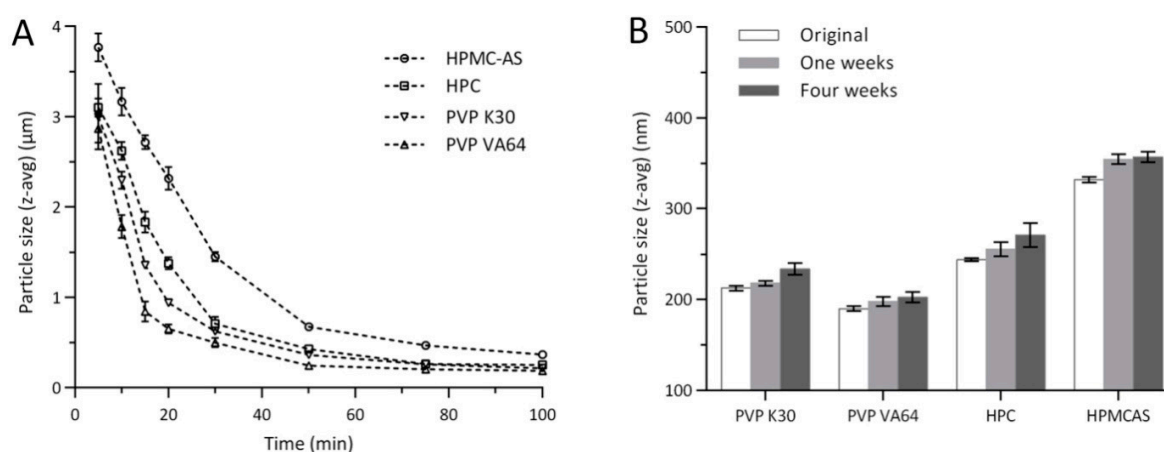 A
HPMC-AS
HPC
PVP K30
PVP VA64
Particle size (z-avg) (µm)
4
3
2
1
0
0 20 40 60 80 100
Time (min)
B
Original
One weeks
Four weeks
Particle size (z-avg) (nm)
500
400
300
200
100
PVP K30 PVP VA64 HPC HPMCAS